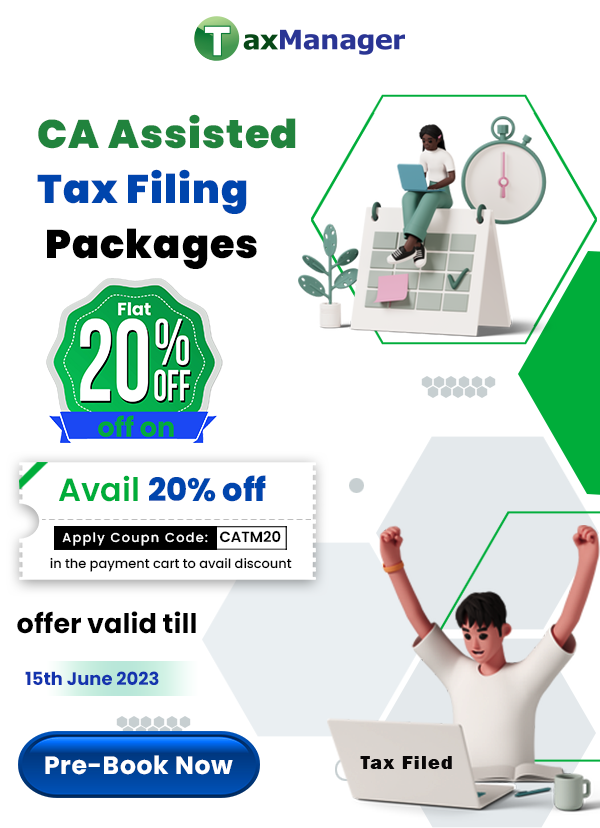 TaxManager
CA Assisted
Tax Filing
Packages
Flat
20% OFF
off on
Avail 20% off
Apply Coupn Code: CATM20
in the payment cart to avail discount
offer valid till
15th June 2023
Pre-Book Now
Tax Filed